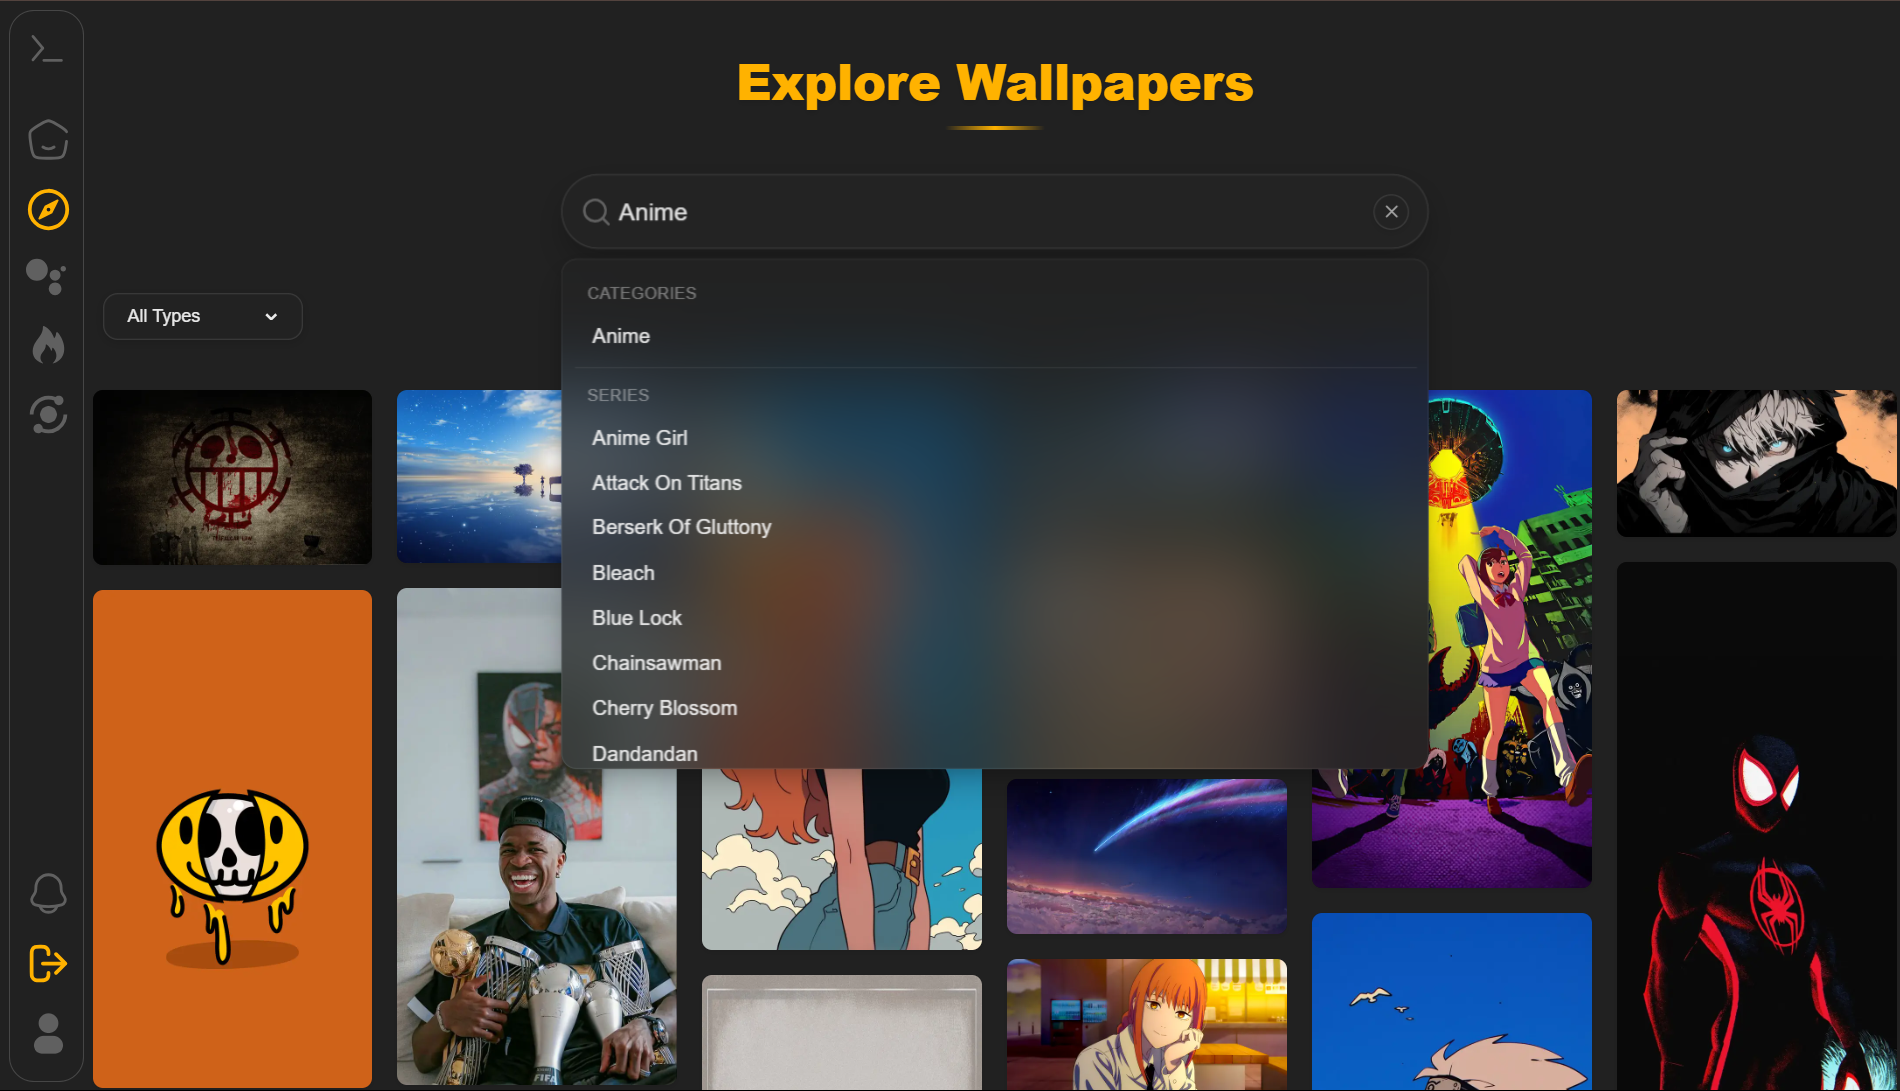 Explore Wallpapers
Anime
CATEGORIES
Anime
All Types
SERIES
Anime Girl
Attack On Titans
Berserk Of Gluttony
Bleach
Blue Lock
Chainsawman
Cherry Blossom
Dandandan
FIFA